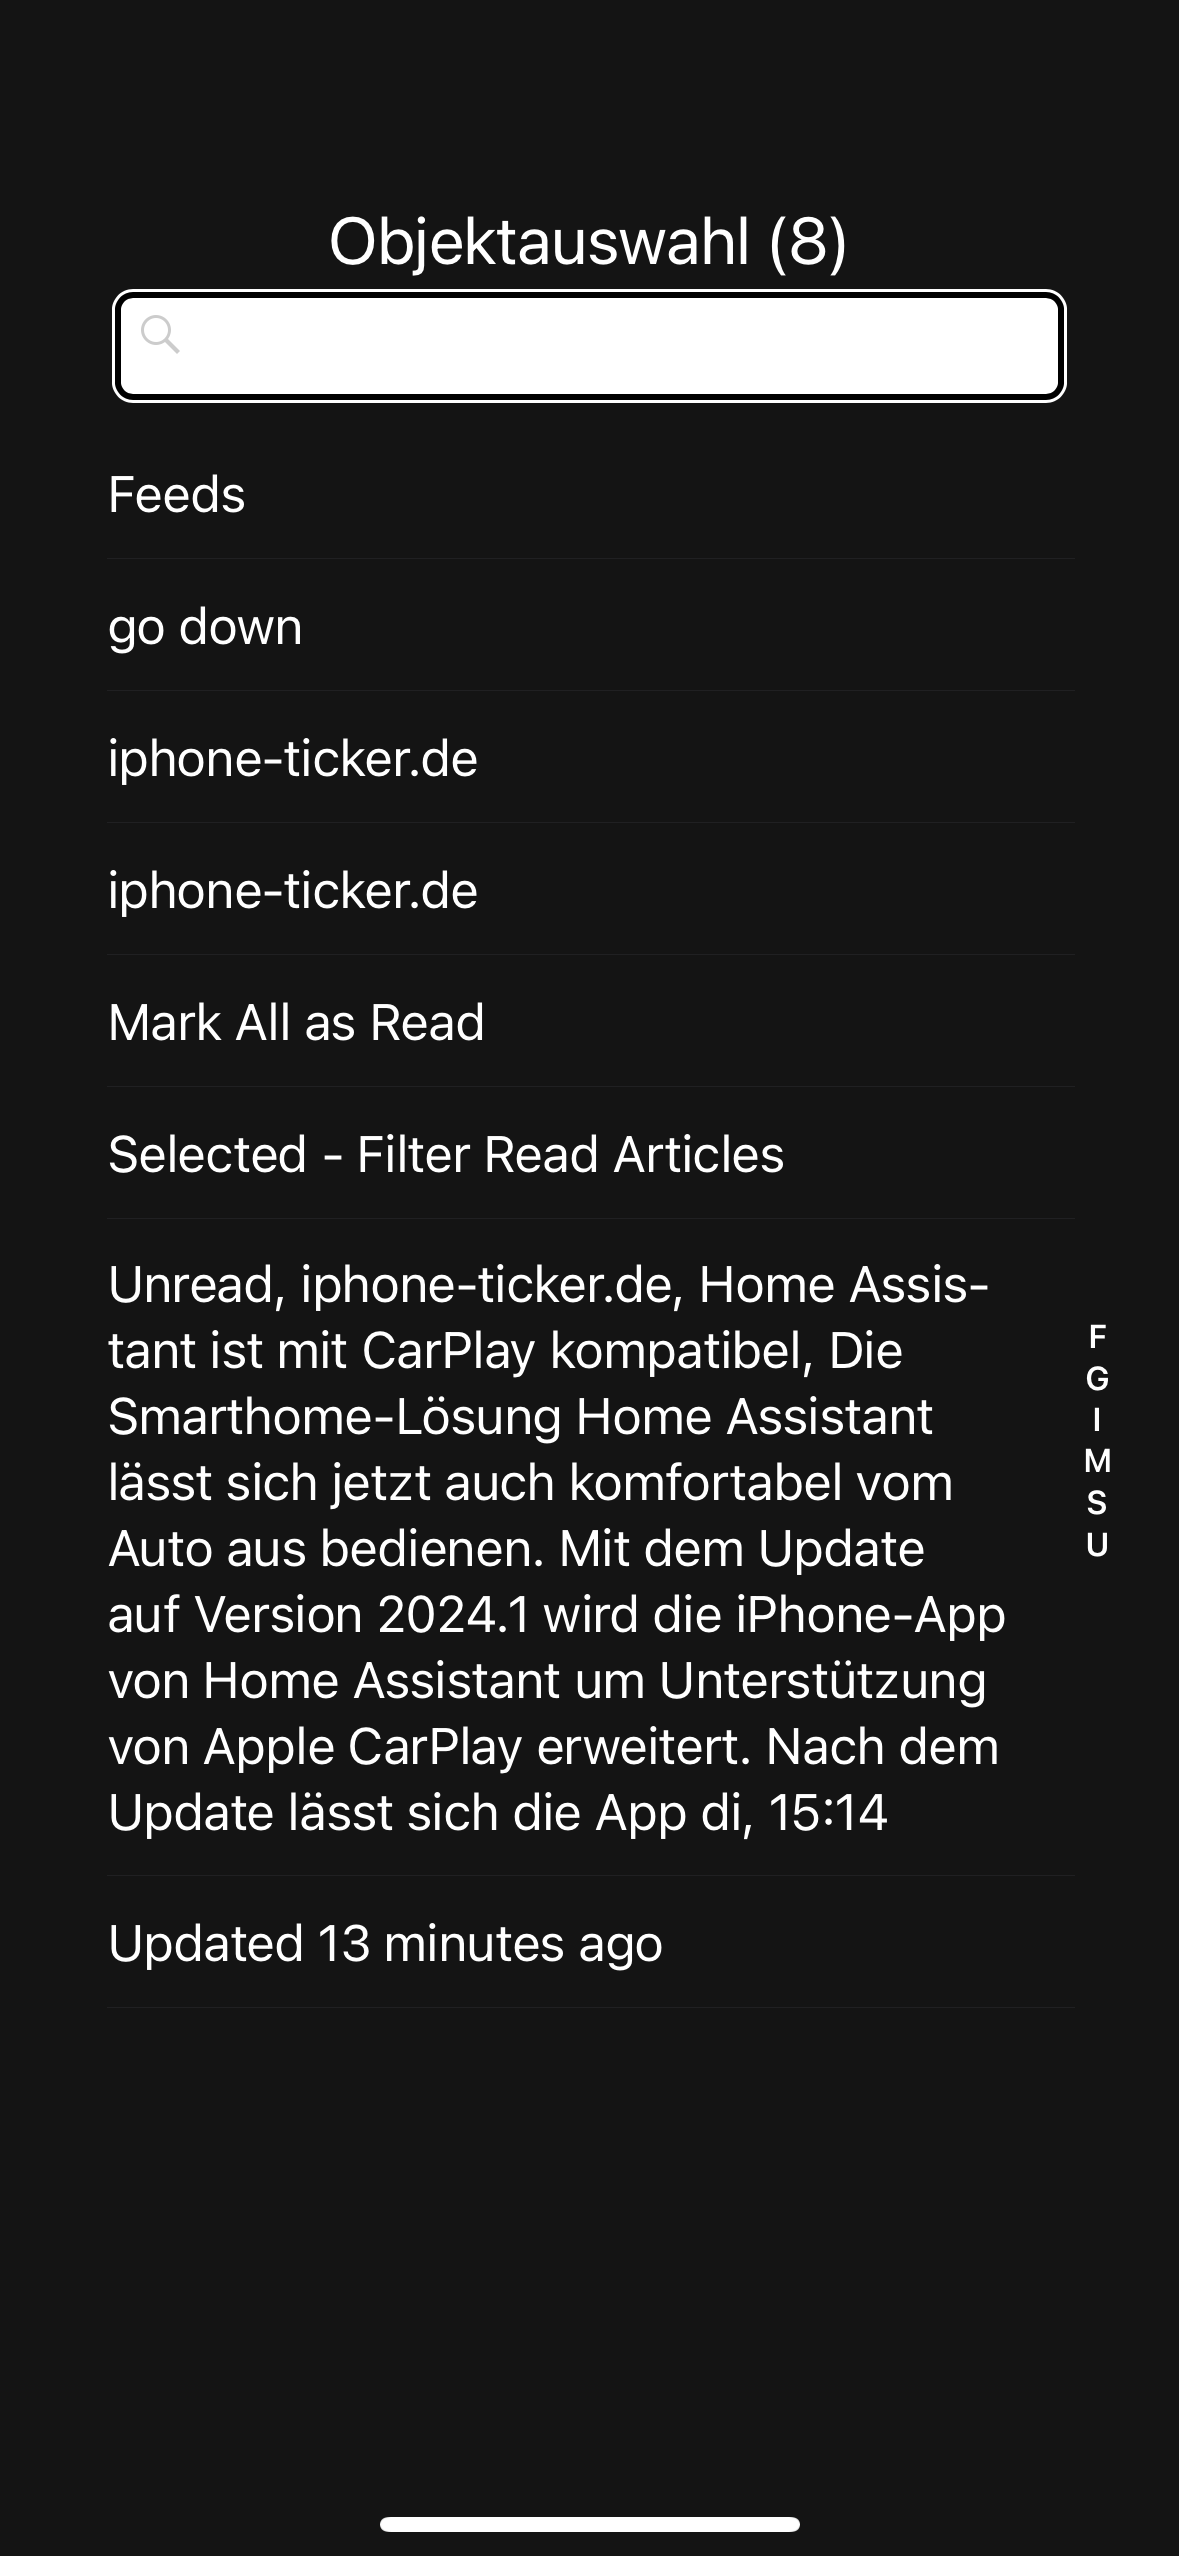 Objektauswahl (8)
Feeds
go down
iphone-ticker.de
iphone-ticker.de
Mark All as Read
Selected - Filter Read Articles
Unread, iphone-ticker.de, Home Assis-
tant ist mit CarPlay kompatibel, Die
Smarthome-Lösung Home Assistant
lässt sich jetzt auch komfortabel vom
Auto aus bedienen. Mit dem Update
auf Version 2024.1 wird die iPhone-App
von Home Assistant um Unterstützung
von Apple CarPlay erweitert. Nach dem
Update lässt sich die App di, 15:14
Updated 13 minutes ago
F
G
I
M
S
U